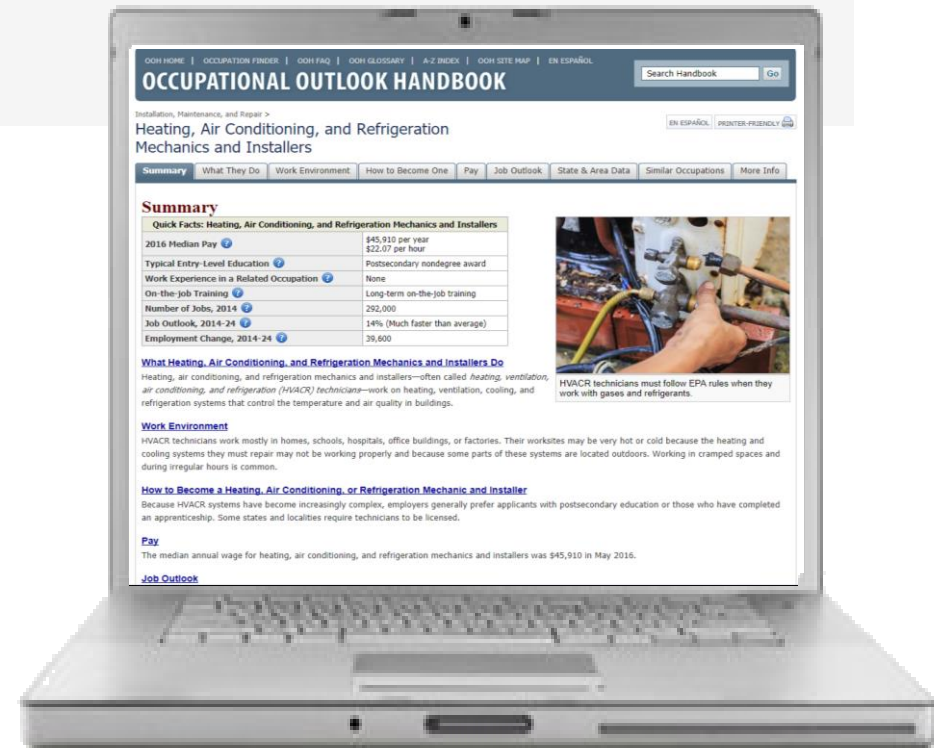 OOH HOME | OCCUPATION FINDER | OOH FAQ | OOH GLOSSARY | A-Z INDEX | OOH SITE MAP | EN ESPAÑOL
OCCUPATIONAL OUTLOOK HANDBOOK
Search Handbook Go
Installation, Maintenance, and Repair >
EN ESPAÑOL PRINTER-FRIENDLY
Heating, Air Conditioning, and Refrigeration
Mechanics and Installers
Summary What They Do Work Environment How to Become One Pay Job Outlook State & Area Data Similar Occupations More Info
Summary
Quick Facts: Heating, Air Conditioning, and Refrigeration Mechanics and Installers
2016 Median Pay $45,910 per year
$22.07 per hour
Typical Entry-Level Education Postsecondary nondegree award
Work Experience in a Related Occupation None
On-the-job Training Long-term on-the-job training
Number of Jobs, 2014 292,000
Job Outlook, 2014-24 14% (Much faster than average)
Employment Change, 2014-24 39,600
What Heating, Air Conditioning, and Refrigeration Mechanics and Installers Do
Heating, air conditioning, and refrigeration mechanics and installers—often called heating, ventilation,
air conditioning, and refrigeration (HVACR) technicians—work on heating, ventilation, cooling, and
refrigeration systems that control the temperature and air quality in buildings.
HVACR technicians must follow EPA rules when they
work with gases and refrigerants.
Work Environment
HVACR technicians work mostly in homes, schools, hospitals, office buildings, or factories. Their worksites may be very hot or cold because the heating and
cooling systems they must repair may not be working properly and because some parts of these systems are located outdoors. Working in cramped spaces and
during irregular hours is common.
How to Become a Heating, Air Conditioning, or Refrigeration Mechanic and Installer
Because HVACR systems have become increasingly complex, employers generally prefer applicants with postsecondary education or those who have completed
an apprenticeship. Some states and localities require technicians to be licensed.
Pay
The median annual wage for heating, air conditioning, and refrigeration mechanics and installers was $45,910 in May 2016.
Job Outlook